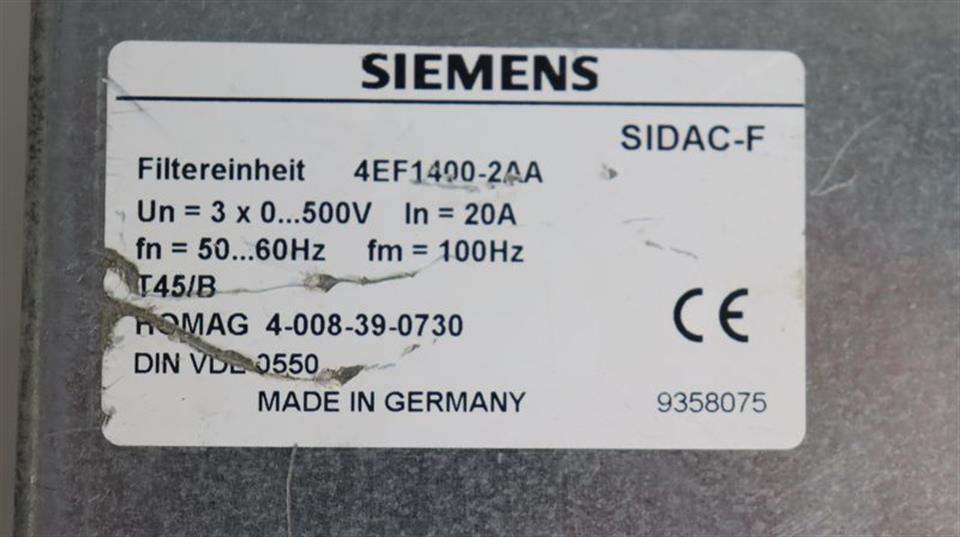 SIEMENS
SIDAC-F
Filtereinheit 4EF1400-2AA
Un = 3 x 0...500V In = 20A
fn = 50...60Hz fm = 100Hz
T45/B
HOMAG 4-008-39-0730
DIN VDE 0550
CE
MADE IN GERMANY 9358075